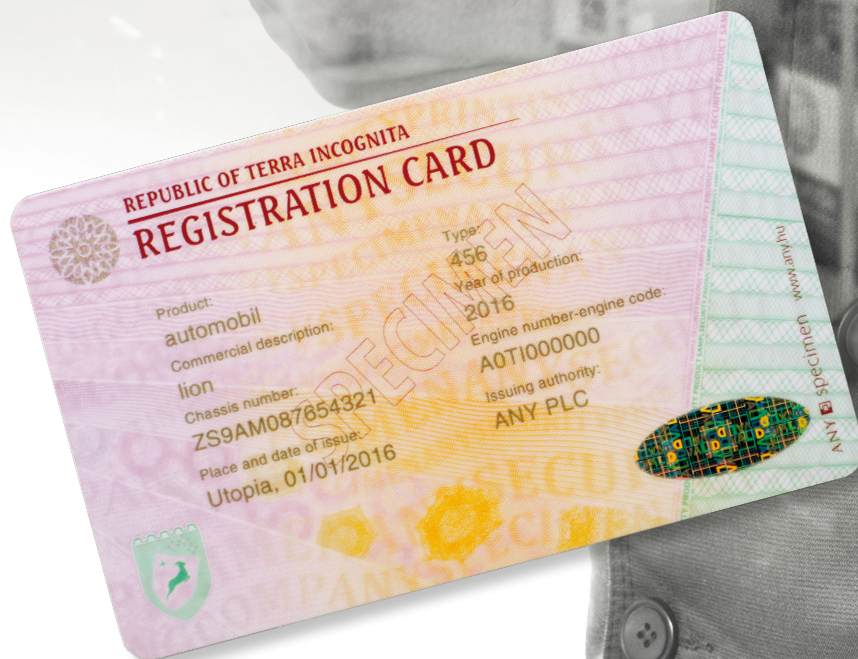 REPUBLIC OF TERRA INCOGNITA
REGISTRATION CARD
SPECIMEN
Product:
automobil
Commercial description:
lion
Chassis number:
ZS9AM087654321
Place and date of issue:
Utopia, 01/01/2016
Type:
456
Year of production:
2016
Engine number-engine code:
A0TI000000
Issuing authority:
ANY PLC
ANY specimen www.any.hu